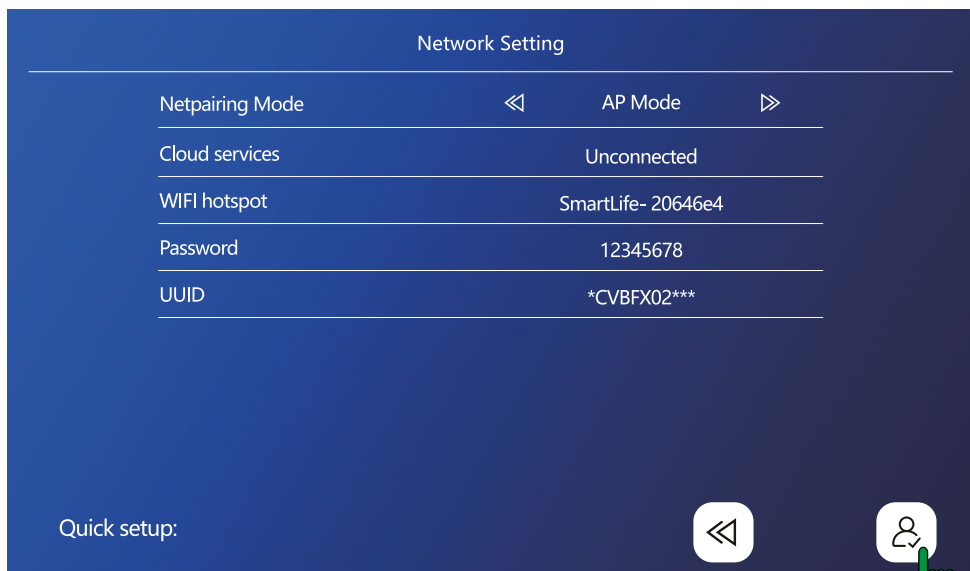 Network Setting
Netpairing Mode AP Mode
Cloud services Unconnected
WIFI hotspot SmartLife- 20646e4
Password 12345678
UUID *CVBFX02***
Quick setup: